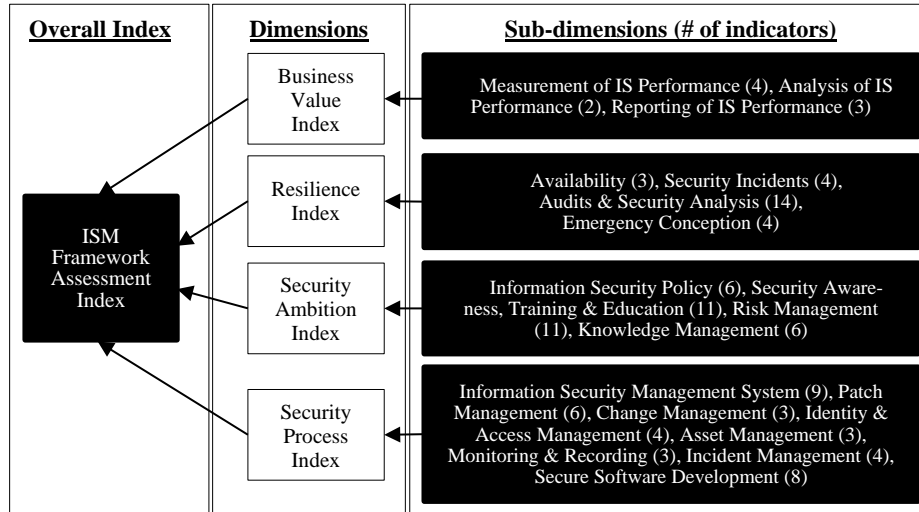 Overall Index
Dimensions
Sub-dimensions (# of indicators)
Business
Value
Index
Measurement of IS Performance (4), Analysis of IS
Performance (2), Reporting of IS Performance (3)
Resilience
Index
Availability (3), Security Incidents (4),
Audits & Security Analysis (14),
Emergency Conception (4)
ISM
Framework
Assessment
Index
Security
Ambition
Index
Information Security Policy (6), Security Aware-
ness, Training & Education (11), Risk Management
(11), Knowledge Management (6)
Security
Process
Index
Information Security Management System (9), Patch
Management (6), Change Management (3), Identity &
Access Management (4), Asset Management (3),
Monitoring & Recording (3), Incident Management (4),
Secure Software Development (8)